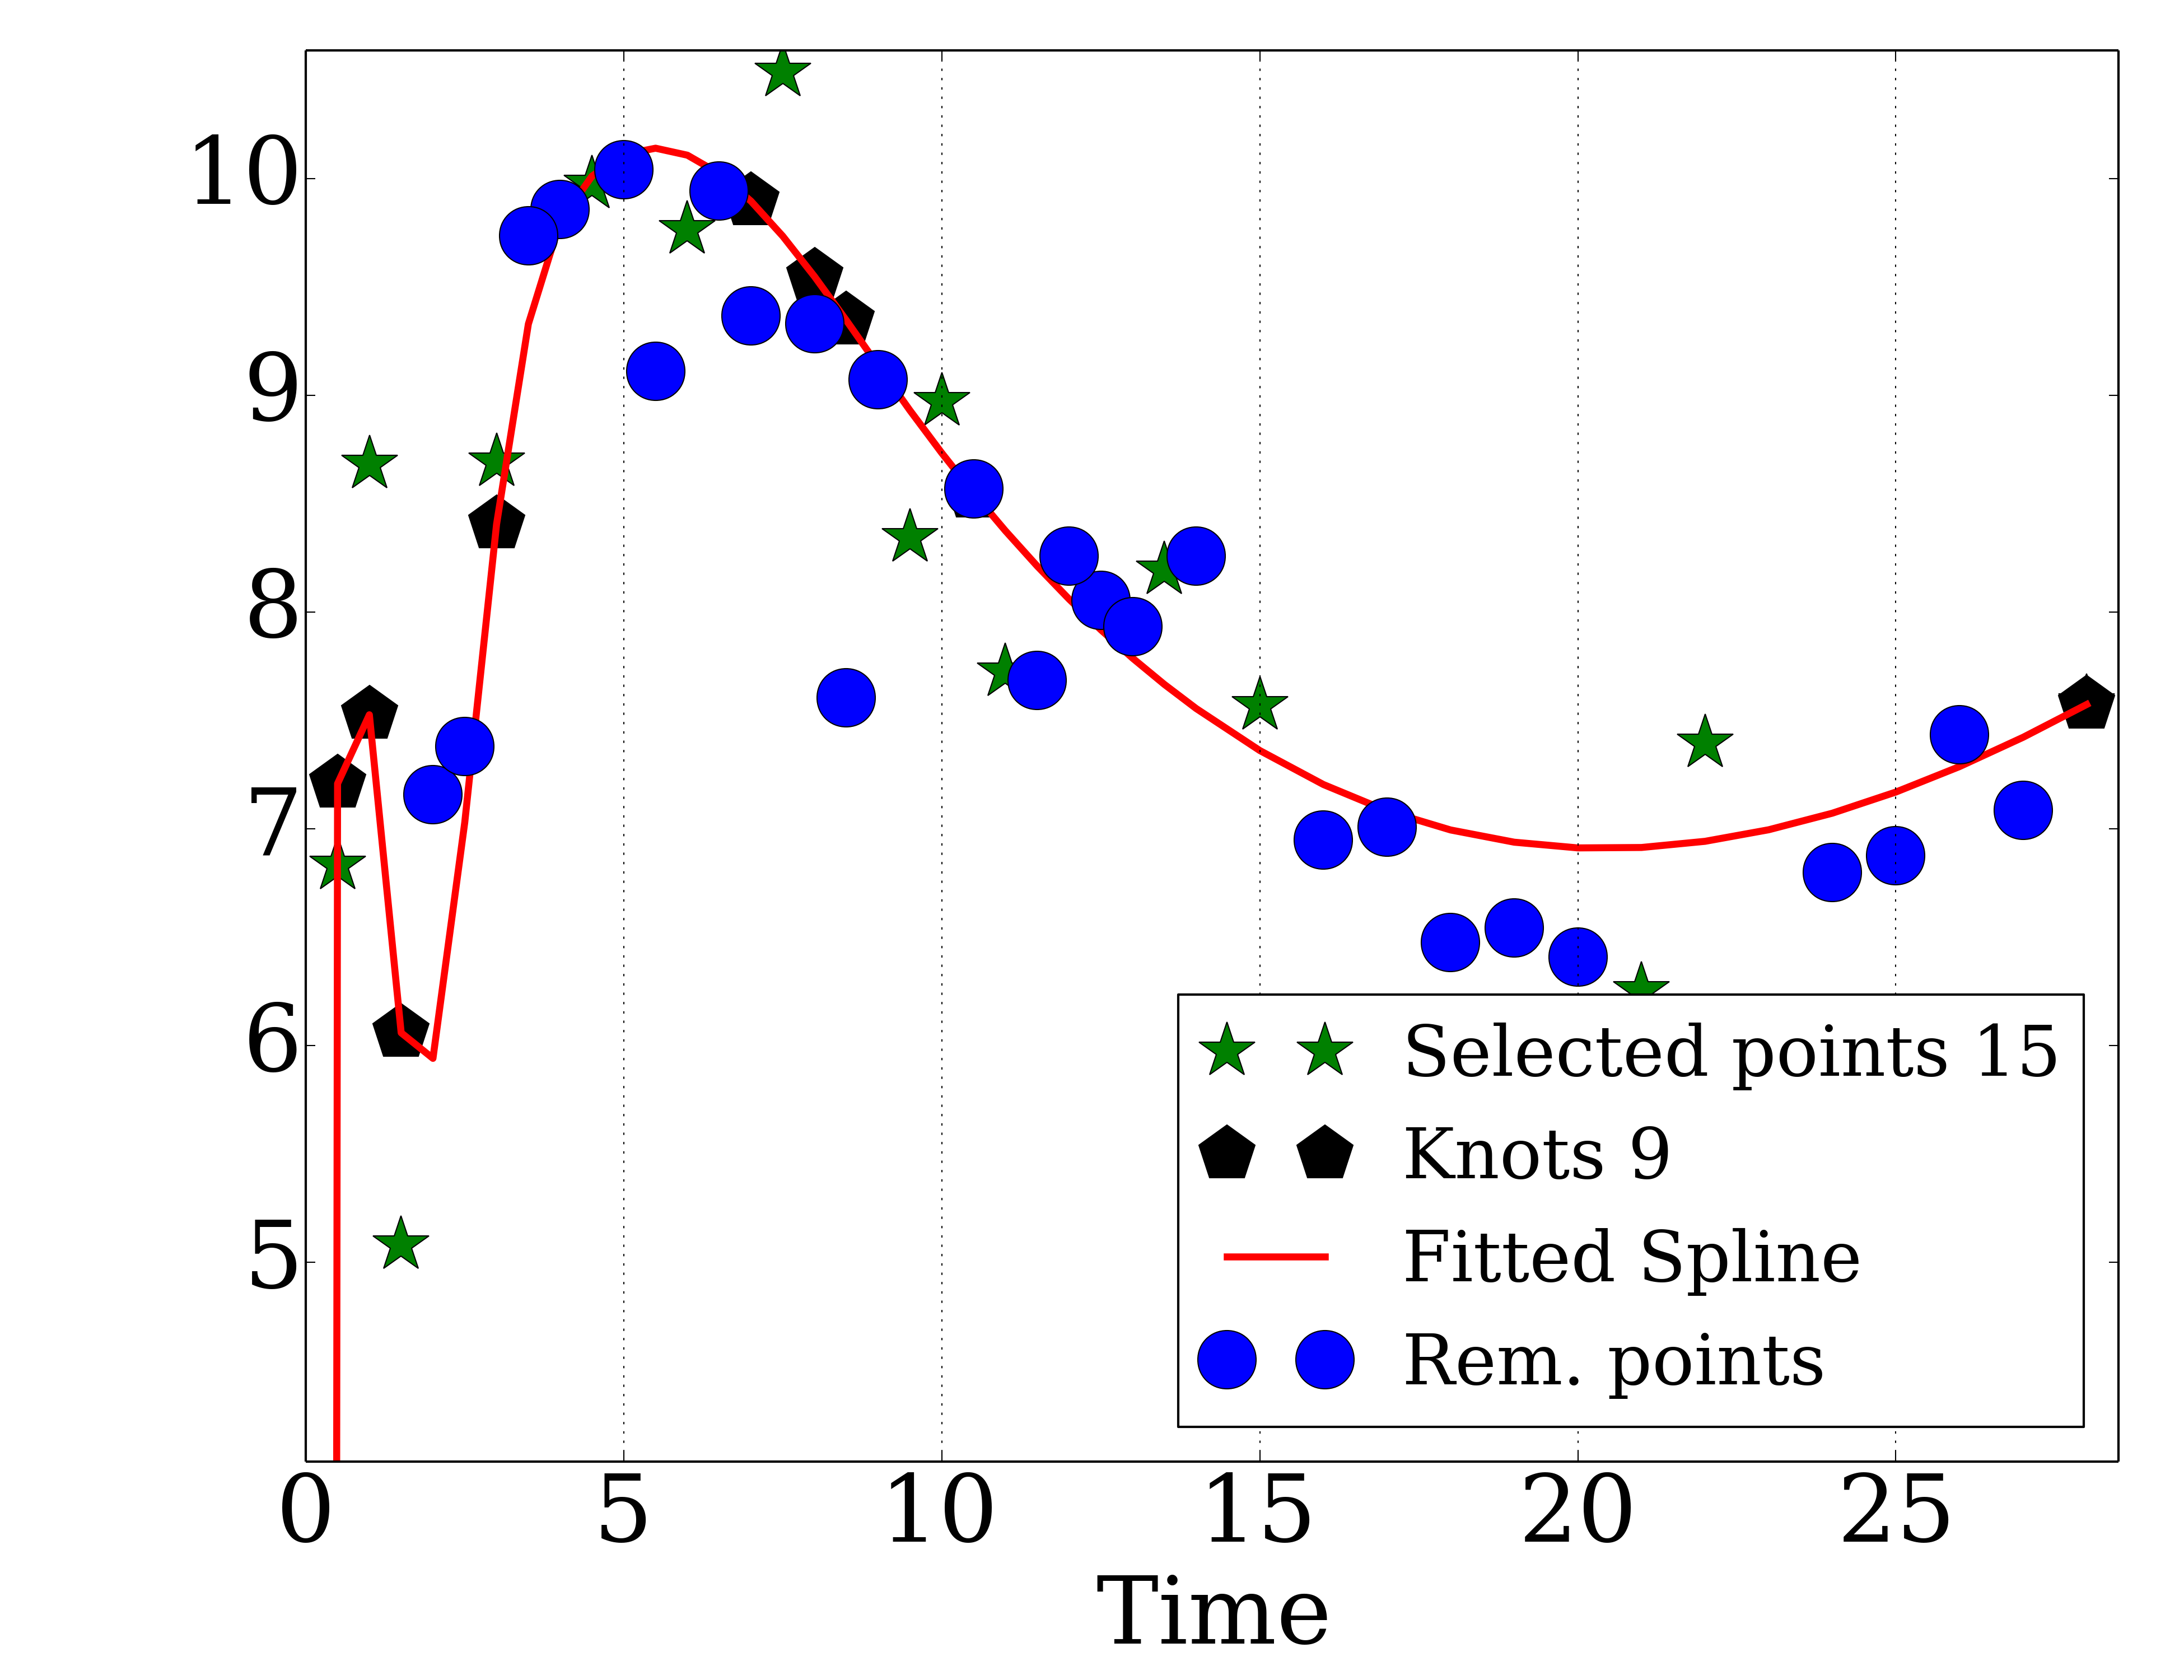 10
9
8
7
6
5
0 5 10 15 20 25
Time
Selected points 15
Knots 9
Fitted Spline
Rem. points